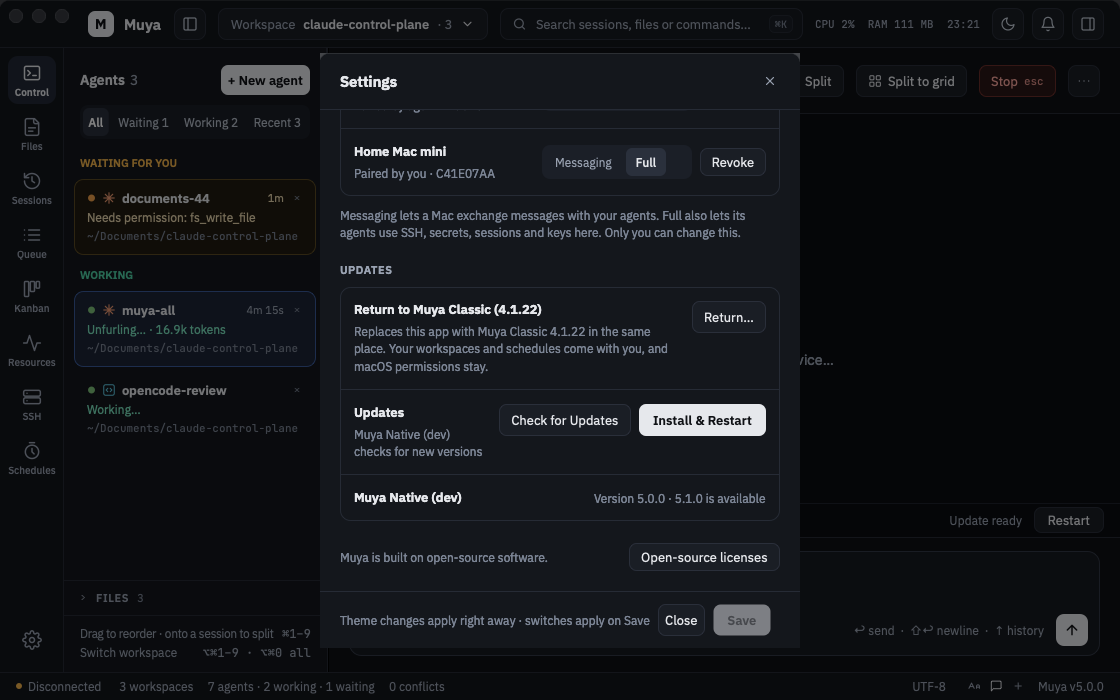 M Muya
Workspace claude-control-plane · 3
Search sessions, files or commands... ⌘K
CPU 2% RAM 111 MB 23:21
Control
Files
Sessions
Queue
Kanban
Resources
SSH
Schedules
Agents 3
+ New agent
All Waiting 1 Working 2 Recent 3
WAITING FOR YOU
documents-44 1m ×
Needs permission: fs_write_file
~/Documents/claude-control-plane
WORKING
muya-all 4m 15s ×
Unfurling... · 16.9k tokens
~/Documents/claude-control-plane
opencode-review ×
Working...
~/Documents/claude-control-plane
› FILES 3
Drag to reorder · onto a session to split ⌘1–9
Switch workspace ⌥⌘1–9 · ⌥⌘0 all
Split
Split to grid
Stop esc
...
Settings ×
Home Mac mini
Paired by you · C41E07AA
Messaging Full
Revoke
Messaging lets a Mac exchange messages with your agents. Full also lets its
agents use SSH, secrets, sessions and keys here. Only you can change this.
UPDATES
Return to Muya Classic (4.1.22)
Return...
Replaces this app with Muya Classic 4.1.22 in the same
place. Your workspaces and schedules come with you, and
macOS permissions stay.
Updates
Muya Native (dev)
checks for new versions
Check for Updates
Install & Restart
Muya Native (dev)
Version 5.0.0 · 5.1.0 is available
Muya is built on open-source software.
Open-source licenses
Theme changes apply right away · switches apply on Save
Close
Save
vice...
Update ready
Restart
↩ send · ⇧↩ newline · ↑ history
Disconnected 3 workspaces 7 agents · 2 working · 1 waiting 0 conflicts
UTF-8 AA + Muya v5.0.0